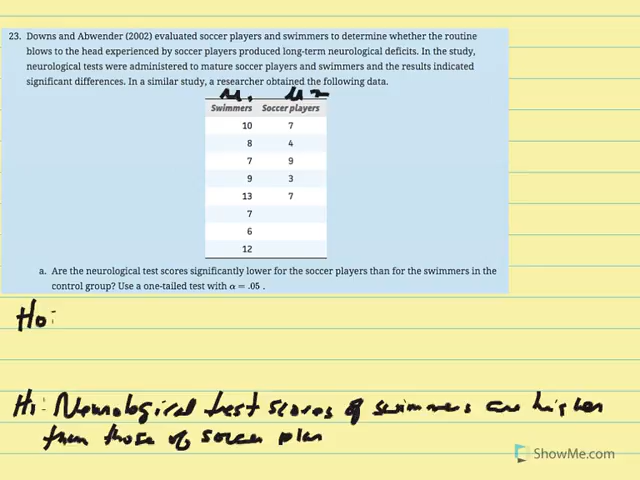 23. Downs and Abwender (2002) evaluated soccer players and swimmers to determine whether the routine
blows to the head experienced by soccer players produced long-term neurological deficits. In the study,
neurological tests were administered to mature soccer players and swimmers and the results indicated
significant differences. In a similar study, a researcher obtained the following data.
μ1 μ2
Swimmers Soccer players
10 7
8 4
7 9
9 3
13 7
7
6
12
a. Are the neurological test scores significantly lower for the soccer players than for the swimmers in the
control group? Use a one-tailed test with α = .05 .
Ho:
H1: Neurological test scores of swimmers are higher
than those of soccer play
ShowMe.com